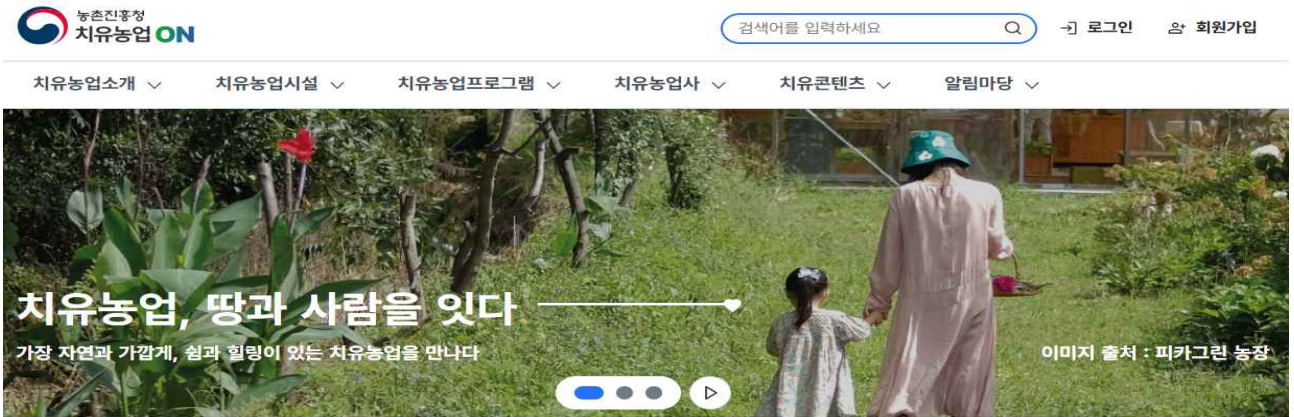 농촌진흥청
치유농업 ON
검색어를 입력하세요
로그인
회원가입
치유농업소개
치유농업시설
치유농업프로그램
치유농업사
치유콘텐츠
알림마당
치유농업, 땅과 사람을 잇다
가장 자연과 가깝게, 쉼과 힐링이 있는 치유농업을 만나다
이미지 출처 : 피카그린 농장